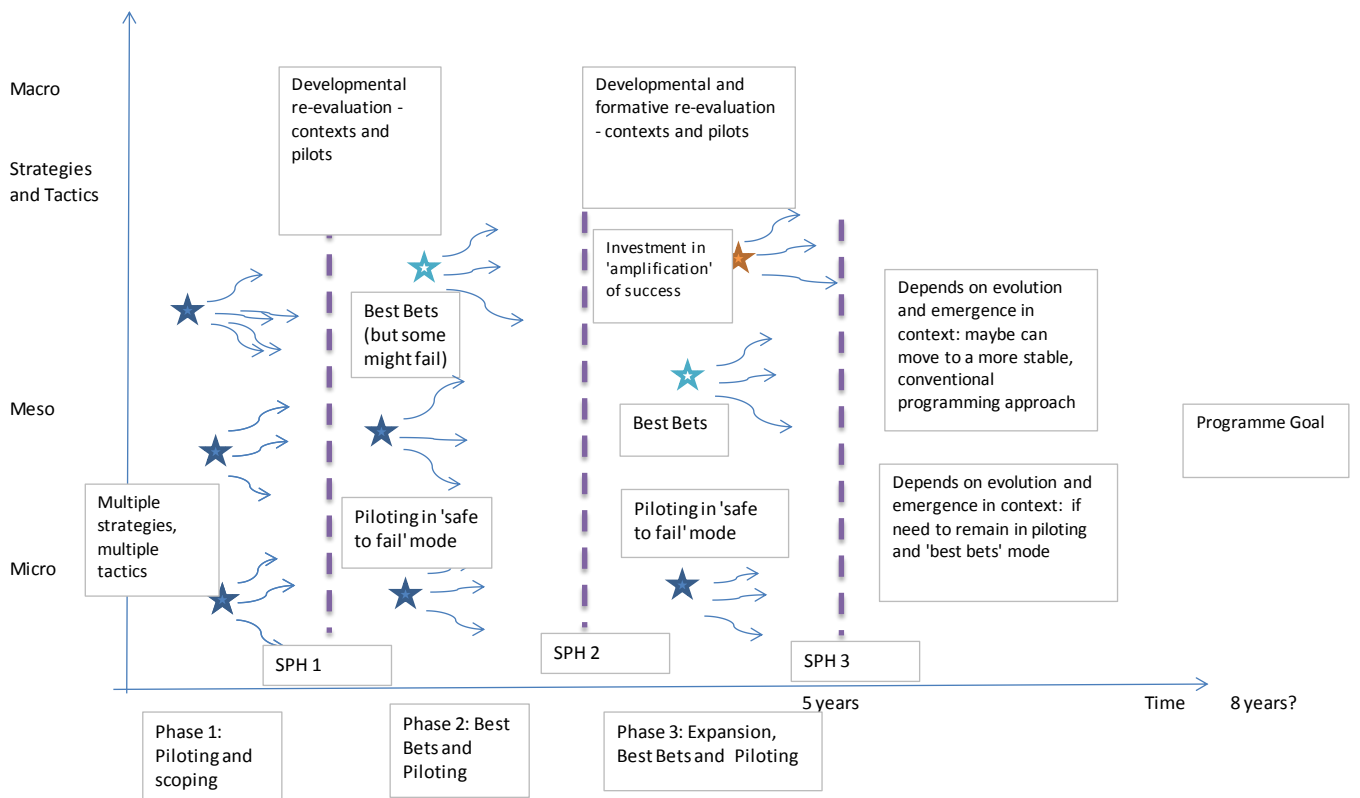 Macro
Strategies
and Tactics
Meso
Micro
Developmental
re-evaluation -
contexts and
pilots
Developmental and
formative re-evaluation
- contexts and pilots
Multiple
strategies,
multiple
tactics
Best Bets
(but some
might fail)
Piloting in 'safe
to fail' mode
Investment in
'amplification'
of success
Best Bets
Piloting in 'safe
to fail' mode
Depends on evolution
and emergence in
context: maybe can
move to a more stable,
conventional
programming approach
Depends on evolution and
emergence in context: if
need to remain in piloting
and 'best bets' mode
Programme Goal
SPH 1
SPH 2
SPH 3
5 years
Time
8 years?
Phase 1:
Piloting and
scoping
Phase 2: Best
Bets and
Piloting
Phase 3: Expansion,
Best Bets and Piloting